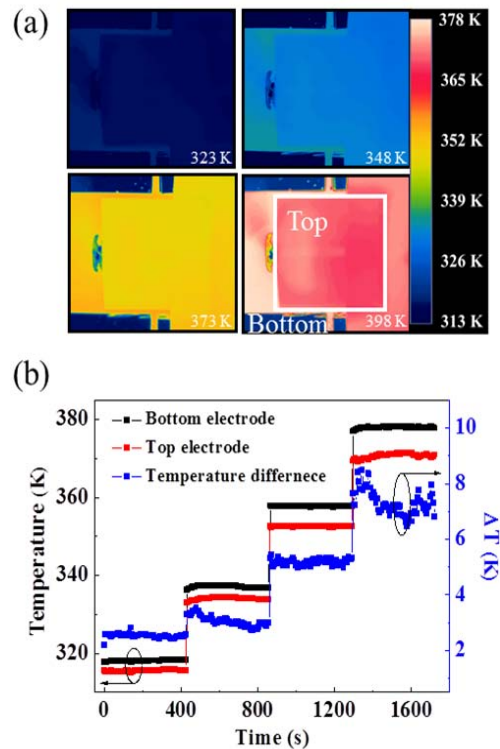 (a)
323 K
348 K
373 K
Top
Bottom
398 K
378 K
365 K
352 K
339 K
326 K
313 K
(b)
Bottom electrode
Top electrode
Temperature differnece
Temperature (K)
380
360
340
320
ΔT (K)
10
8
6
4
2
0 400 800 1200 1600
Time (s)